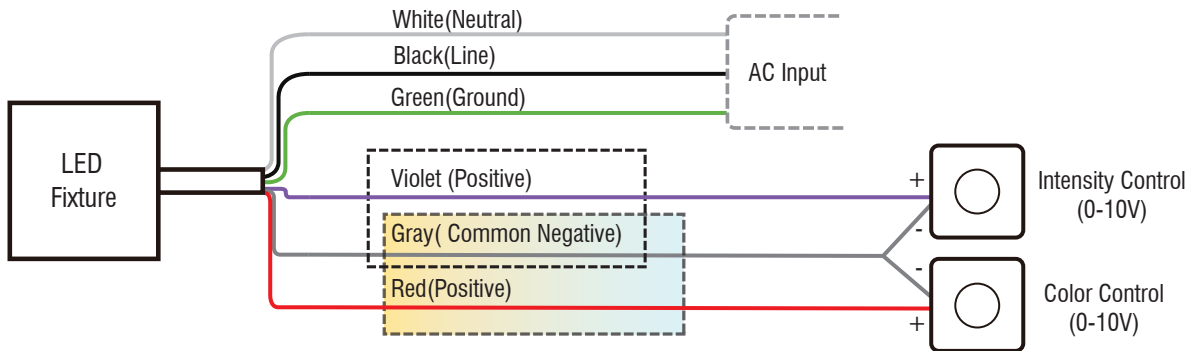 White(Neutral)
Black(Line)
AC Input
Green(Ground)
LED
Fixture
Violet (Positive)
+
Intensity Control
(0-10V)
Gray( Common Negative)
-
-
Red(Positive)
Color Control
(0-10V)
+